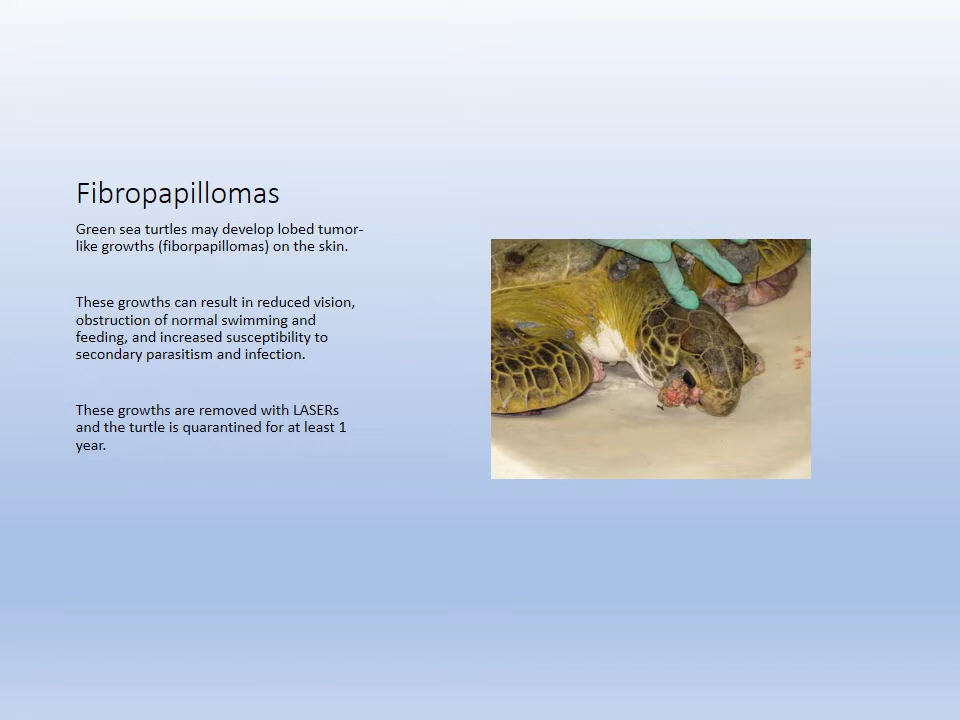 Fibropapillomas
Green sea turtles may develop lobed tumor-
like growths (fiborpapillomas) on the skin.
These growths can result in reduced vision,
obstruction of normal swimming and
feeding, and increased susceptibility to
secondary parasitism and infection.
These growths are removed with LASERs
and the turtle is quarantined for at least 1
year.